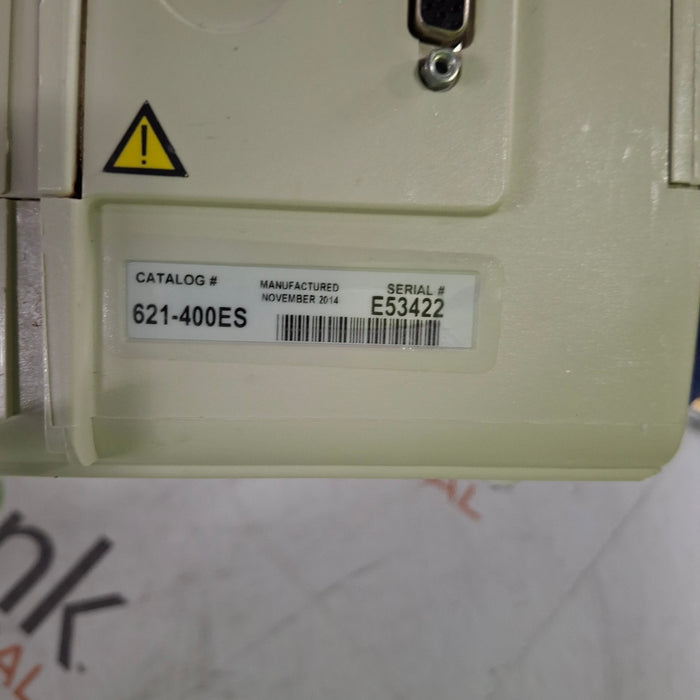 CATALOG #
621-400ES
MANUFACTURED
NOVEMBER 2014
SERIAL #
E53422